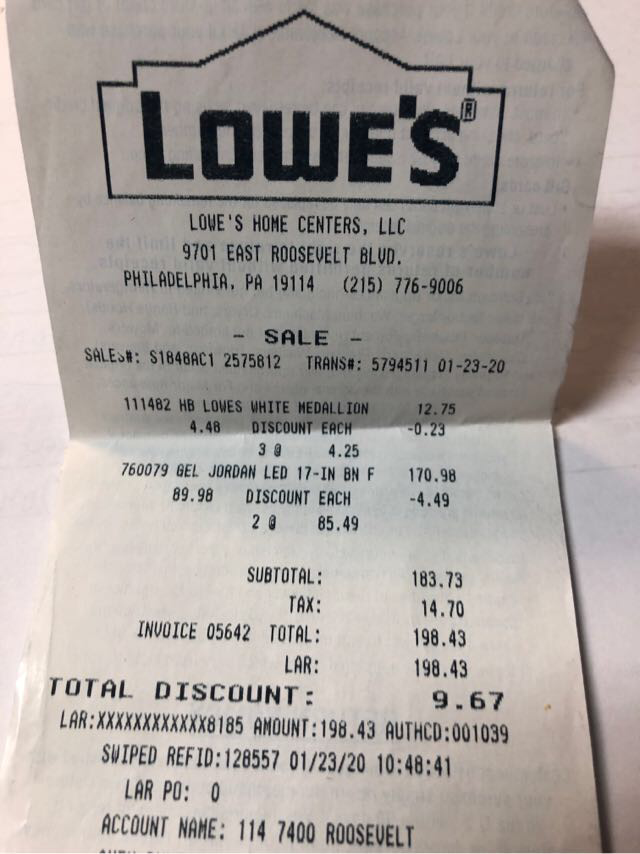 LOWE'S®
LOWE'S HOME CENTERS, LLC
9701 EAST ROOSEVELT BLVD.
PHILADELPHIA, PA 19114 (215) 776-9006
- SALE -
SALES#: S1848AC1 2575812 TRANS#: 5794511 01-23-20
111482 HB LOWES WHITE MEDALLION 12.75
4.48 DISCOUNT EACH -0.23
3 @ 4.25
760079 GEL JORDAN LED 17-IN BN F 170.98
89.98 DISCOUNT EACH -4.49
2 @ 85.49
SUBTOTAL: 183.73
TAX: 14.70
INVOICE 05642 TOTAL: 198.43
LAR: 198.43
TOTAL DISCOUNT: 9.67
LAR:XXXXXXXXXXXX8185 AMOUNT:198.43 AUTHCD:001039
SWIPED REFID:128557 01/23/20 10:48:41
LAR PO: 0
ACCOUNT NAME: 114 7400 ROOSEVELT